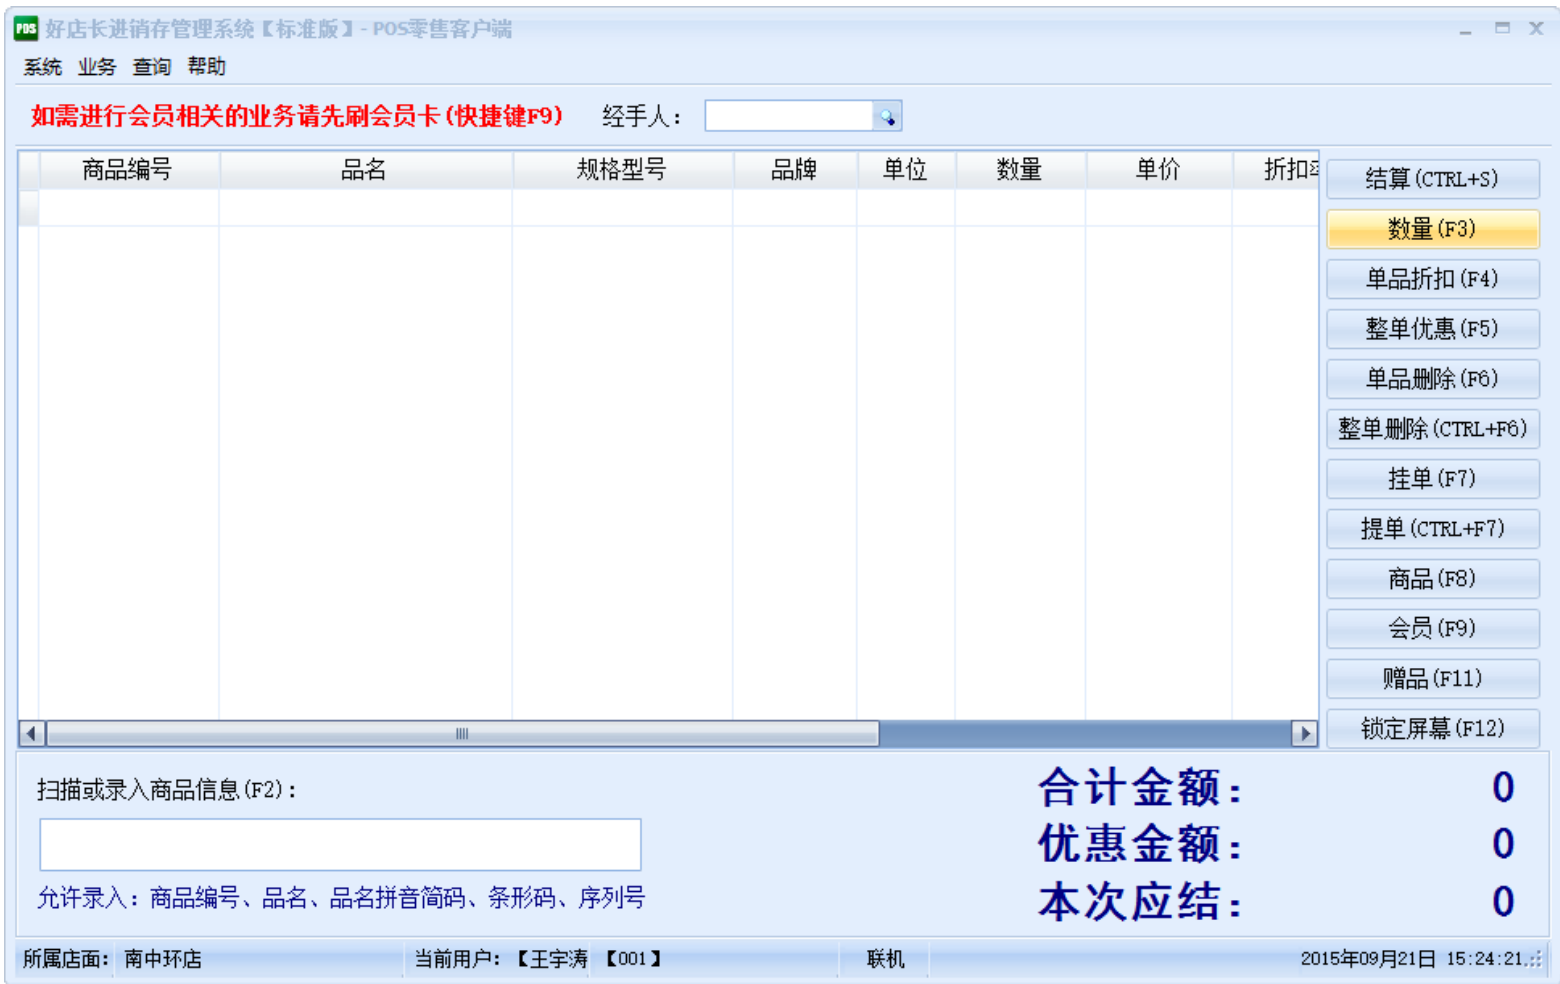 POS 好店长进销存管理系统【标准版】- POS零售客户端
系统 业务 查询 帮助
如需进行会员相关的业务请先刷会员卡(快捷键F9) 经手人:
商品编号 品名 规格型号 品牌 单位 数量 单价 折扣
结算(CTRL+S)
数量(F3)
单品折扣(F4)
整单优惠(F5)
单品删除(F6)
整单删除(CTRL+F6)
挂单(F7)
提单(CTRL+F7)
商品(F8)
会员(F9)
赠品(F11)
锁定屏幕(F12)
扫描或录入商品信息(F2):
允许录入: 商品编号、品名、品名拼音简码、条形码、序列号
合计金额: 0
优惠金额: 0
本次应结: 0
所属店面: 南中环店 当前用户: 【王宇涛 【001】 联机 2015年09月21日 15:24:21